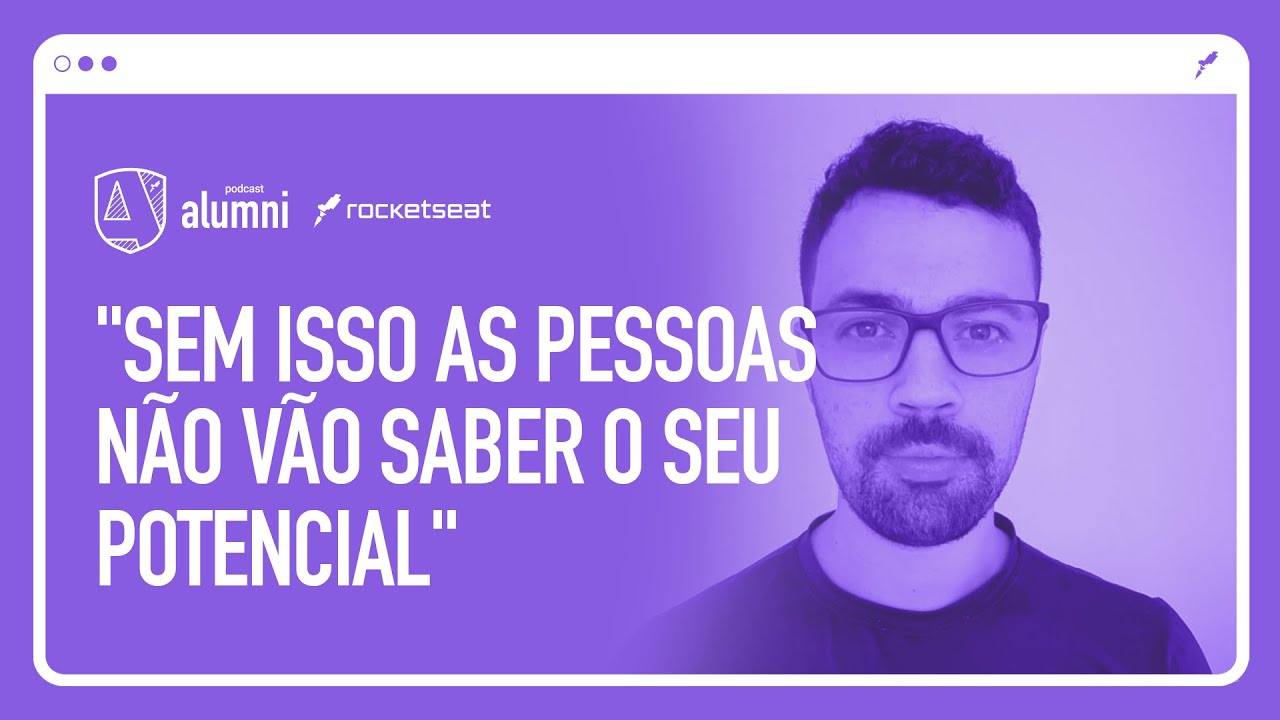 podcast
alumni
rocketseat
"SEM ISSO AS PESSOAS
NÃO VÃO SABER O SEU
POTENCIAL"